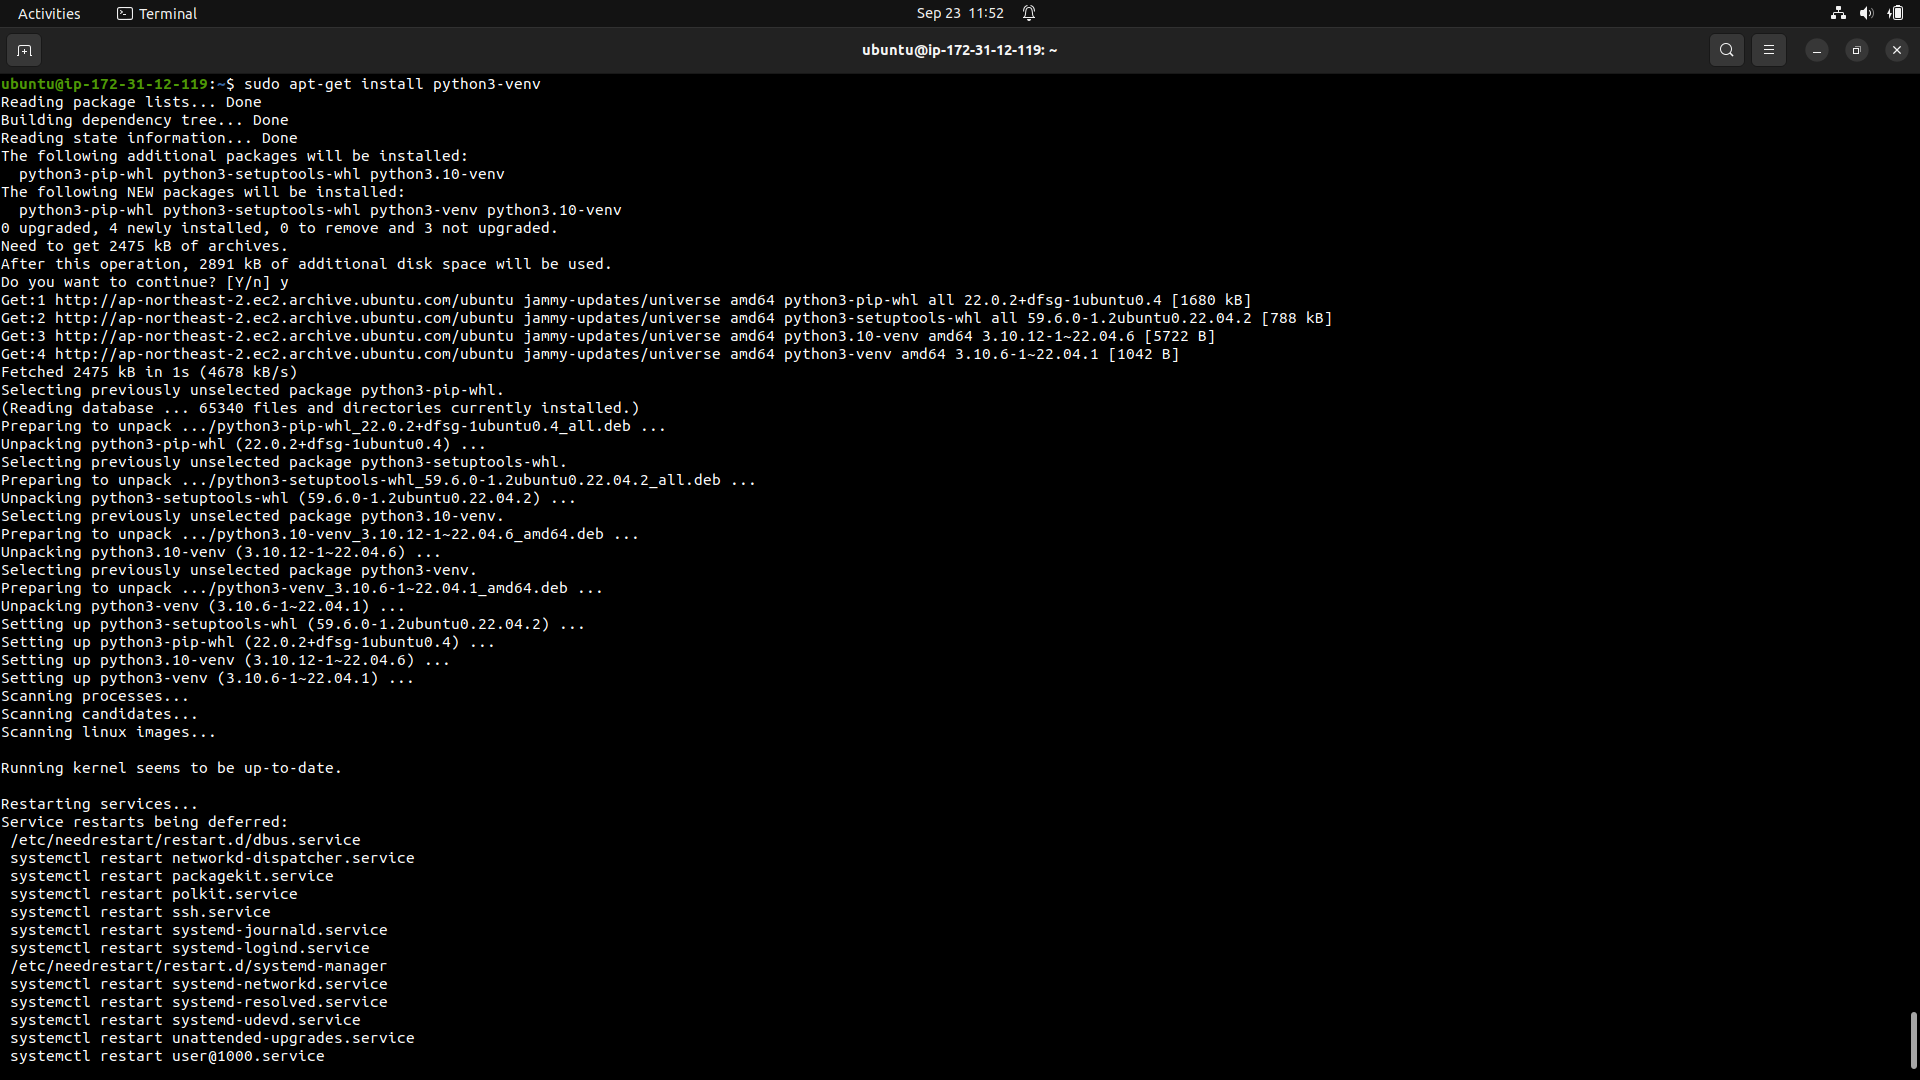 Activities Terminal Sep 23 11:52
ubuntu@ip-172-31-12-119: ~
ubuntu@ip-172-31-12-119:~$ sudo apt-get install python3-venv
Reading package lists... Done
Building dependency tree... Done
Reading state information... Done
The following additional packages will be installed:
  python3-pip-whl python3-setuptools-whl python3.10-venv
The following NEW packages will be installed:
  python3-pip-whl python3-setuptools-whl python3-venv python3.10-venv
0 upgraded, 4 newly installed, 0 to remove and 3 not upgraded.
Need to get 2475 kB of archives.
After this operation, 2891 kB of additional disk space will be used.
Do you want to continue? [Y/n] y
Get:1 http://ap-northeast-2.ec2.archive.ubuntu.com/ubuntu jammy-updates/universe amd64 python3-pip-whl all 22.0.2+dfsg-1ubuntu0.4 [1680 kB]
Get:2 http://ap-northeast-2.ec2.archive.ubuntu.com/ubuntu jammy-updates/universe amd64 python3-setuptools-whl all 59.6.0-1.2ubuntu0.22.04.2 [788 kB]
Get:3 http://ap-northeast-2.ec2.archive.ubuntu.com/ubuntu jammy-updates/universe amd64 python3.10-venv amd64 3.10.12-1~22.04.6 [5722 B]
Get:4 http://ap-northeast-2.ec2.archive.ubuntu.com/ubuntu jammy-updates/universe amd64 python3-venv amd64 3.10.6-1~22.04.1 [1042 B]
Fetched 2475 kB in 1s (4678 kB/s)
Selecting previously unselected package python3-pip-whl.
(Reading database ... 65340 files and directories currently installed.)
Preparing to unpack .../python3-pip-whl_22.0.2+dfsg-1ubuntu0.4_all.deb ...
Unpacking python3-pip-whl (22.0.2+dfsg-1ubuntu0.4) ...
Selecting previously unselected package python3-setuptools-whl.
Preparing to unpack .../python3-setuptools-whl_59.6.0-1.2ubuntu0.22.04.2_all.deb ...
Unpacking python3-setuptools-whl (59.6.0-1.2ubuntu0.22.04.2) ...
Selecting previously unselected package python3.10-venv.
Preparing to unpack .../python3.10-venv_3.10.12-1~22.04.6_amd64.deb ...
Unpacking python3.10-venv (3.10.12-1~22.04.6) ...
Selecting previously unselected package python3-venv.
Preparing to unpack .../python3-venv_3.10.6-1~22.04.1_amd64.deb ...
Unpacking python3-venv (3.10.6-1~22.04.1) ...
Setting up python3-setuptools-whl (59.6.0-1.2ubuntu0.22.04.2) ...
Setting up python3-pip-whl (22.0.2+dfsg-1ubuntu0.4) ...
Setting up python3.10-venv (3.10.12-1~22.04.6) ...
Setting up python3-venv (3.10.6-1~22.04.1) ...
Scanning processes...
Scanning candidates...
Scanning linux images...

Running kernel seems to be up-to-date.

Restarting services...
Service restarts being deferred:
 /etc/needrestart/restart.d/dbus.service
 systemctl restart networkd-dispatcher.service
 systemctl restart packagekit.service
 systemctl restart polkit.service
 systemctl restart ssh.service
 systemctl restart systemd-journald.service
 systemctl restart systemd-logind.service
 /etc/needrestart/restart.d/systemd-manager
 systemctl restart systemd-networkd.service
 systemctl restart systemd-resolved.service
 systemctl restart systemd-udevd.service
 systemctl restart unattended-upgrades.service
 systemctl restart user@1000.service